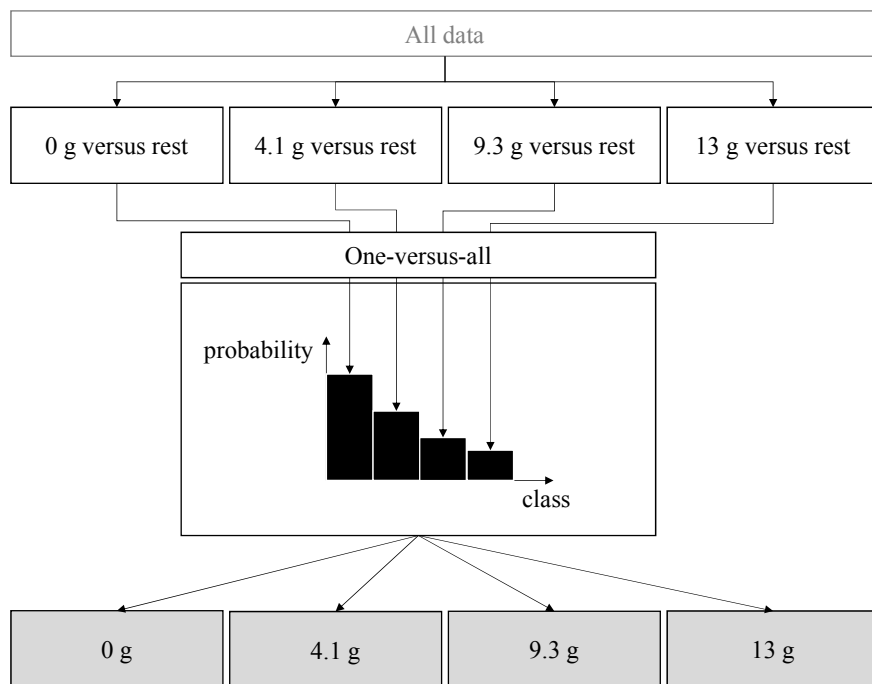 All data
0 g versus rest
4.1 g versus rest
9.3 g versus rest
13 g versus rest
One-versus-all
probability
class
0 g
4.1 g
9.3 g
13 g